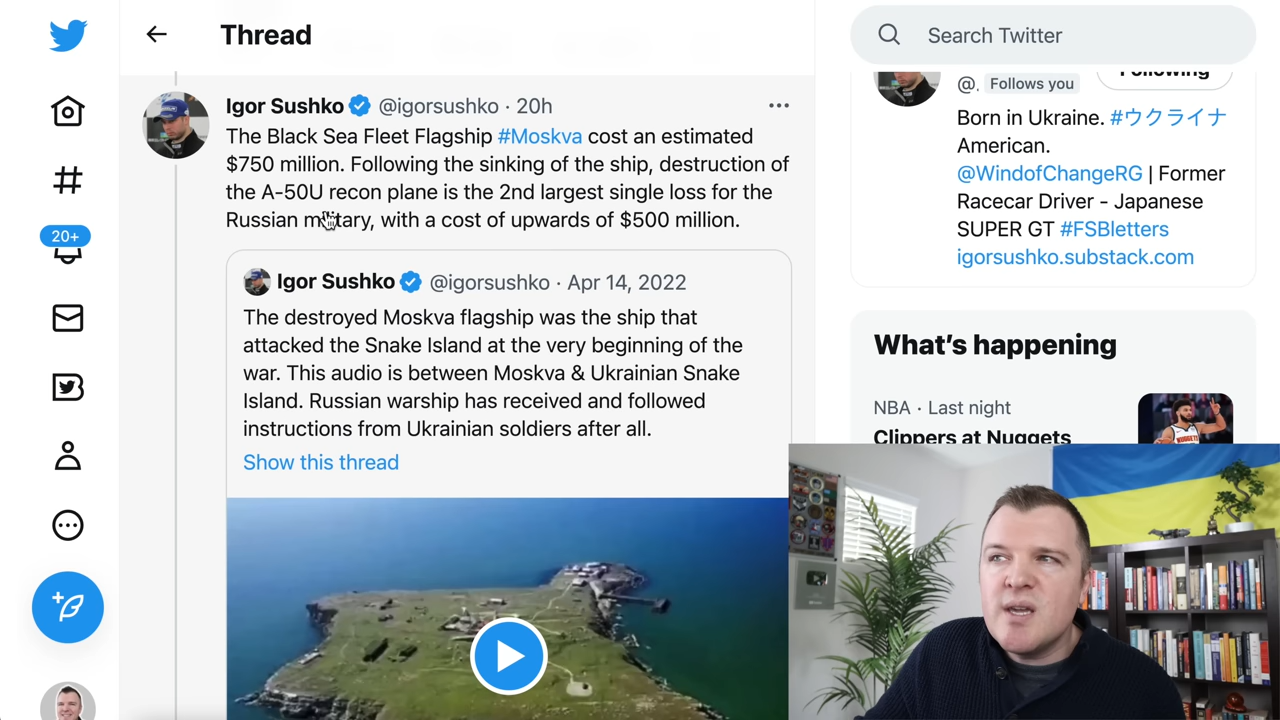 Thread
Search Twitter
Igor Sushko @igorsushko · 20h
The Black Sea Fleet Flagship #Moskva cost an estimated
$750 million. Following the sinking of the ship, destruction of
the A-50U recon plane is the 2nd largest single loss for the
Russian military, with a cost of upwards of $500 million.
20+
Igor Sushko @igorsushko · Apr 14, 2022
The destroyed Moskva flagship was the ship that
attacked the Snake Island at the very beginning of the
war. This audio is between Moskva & Ukrainian Snake
Island. Russian warship has received and followed
instructions from Ukrainian soldiers after all.
Show this thread
Following
@. Follows you
Born in Ukraine. #ウクライナ
American.
@WindofChangeRG | Former
Racecar Driver - Japanese
SUPER GT #FSBletters
igorsushko.substack.com
What's happening
NBA · Last night
Clippers at Nuggets